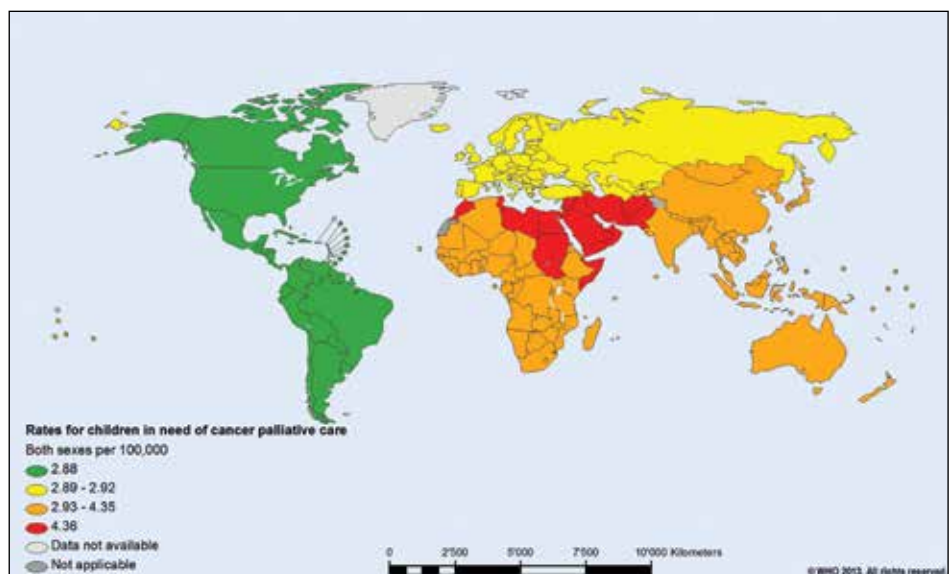 Rates for children in need of cancer palliative care
Both sexes per 100,000
2.88
2.89 - 2.92
2.93 - 4.35
4.36
Data not available
Not applicable
0 2'500 5'000 7'500 10'000 Kilometers
© WHO 2013. All rights reserved